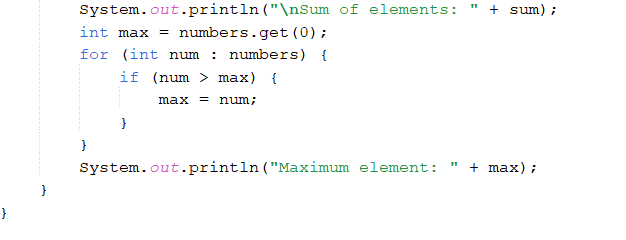 System.out.println("\nSum of elements: " + sum);
int max = numbers.get(0);
for (int num : numbers) {
if (num > max) {
max = num;
}
}
System.out.println("Maximum element: " + max);
}
}